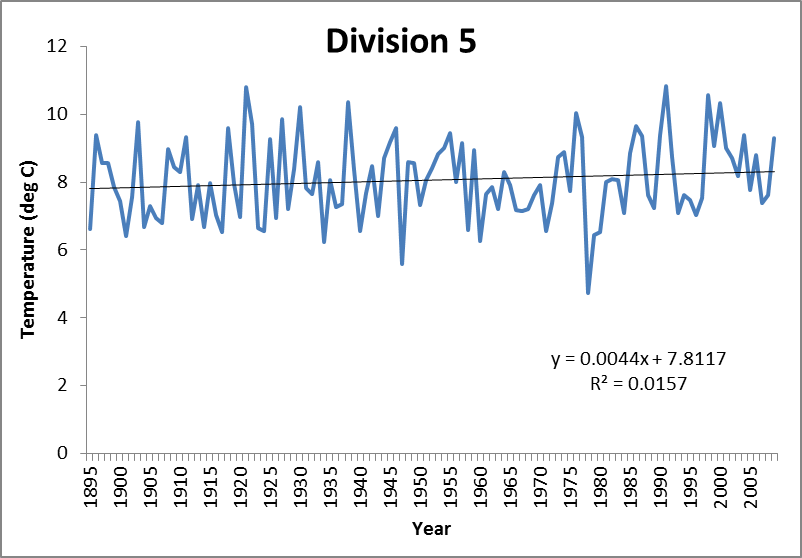 Division 5
Temperature (deg C)
12
10
8
6
4
2
0
y = 0.0044x + 7.8117
R² = 0.0157
1895 1900 1905 1910 1915 1920 1925 1930 1935 1940 1945 1950 1955 1960 1965 1970 1975 1980 1985 1990 1995 2000 2005
Year